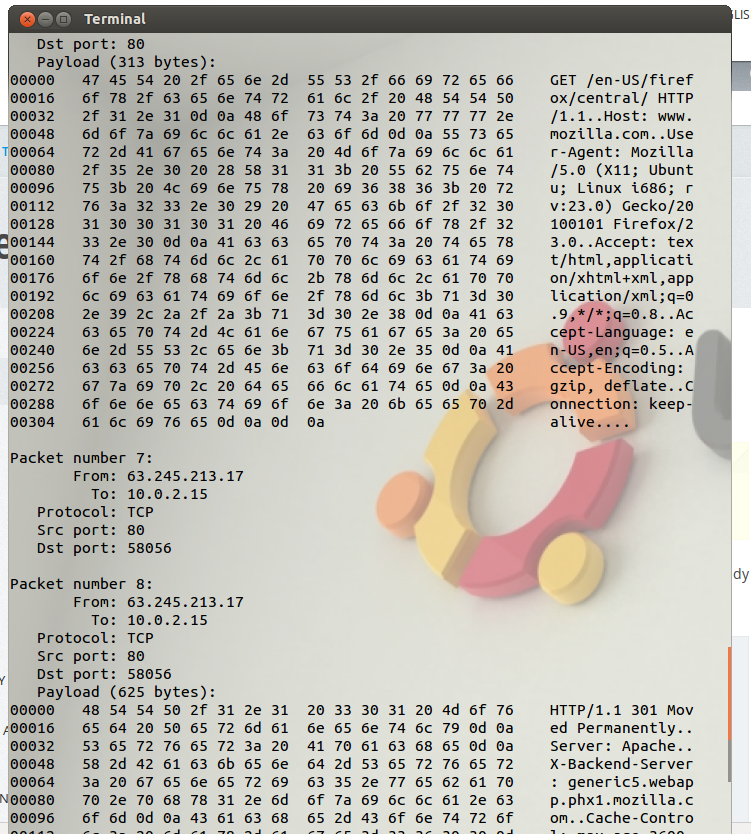 Terminal
GLIS
Dst port: 80
Payload (313 bytes):
00000 47 45 54 20 2f 65 6e 2d 55 53 2f 66 69 72 65 66 GET /en-US/firef
00016 6f 78 2f 63 65 6e 74 72 61 6c 2f 20 48 54 54 50 ox/central/ HTTP
00032 2f 31 2e 31 0d 0a 48 6f 73 74 3a 20 77 77 77 2e /1.1..Host: www.
00048 6d 6f 7a 69 6c 6c 61 2e 63 6f 6d 0d 0a 55 73 65 mozilla.com..Use
00064 72 2d 41 67 65 6e 74 3a 20 4d 6f 7a 69 6c 6c 61 r-Agent: Mozilla
00080 2f 35 2e 30 20 28 58 31 31 3b 20 55 62 75 6e 74 /5.0 (X11; Ubunt
00096 75 3b 20 4c 69 6e 75 78 20 69 36 38 36 3b 20 72 u; Linux i686; r
00112 76 3a 32 33 2e 30 29 20 47 65 63 6b 6f 2f 32 30 v:23.0) Gecko/20
00128 31 30 30 31 30 31 20 46 69 72 65 66 6f 78 2f 32 100101 Firefox/2
00144 33 2e 30 0d 0a 41 63 63 65 70 74 3a 20 74 65 78 3.0..Accept: tex
00160 74 2f 68 74 6d 6c 2c 61 70 70 6c 69 63 61 74 69 t/html,applicati
00176 6f 6e 2f 78 68 74 6d 6c 2b 78 6d 6c 2c 61 70 70 on/xhtml+xml,app
00192 6c 69 63 61 74 69 6f 6e 2f 78 6d 6c 3b 71 3d 30 lication/xml;q=0
00208 2e 39 2c 2a 2f 2a 3b 71 3d 30 2e 38 0d 0a 41 63 .9,*/*;q=0.8..Ac
00224 63 65 70 74 2d 4c 61 6e 67 75 61 67 65 3a 20 65 cept-Language: e
00240 6e 2d 55 53 2c 65 6e 3b 71 3d 30 2e 35 0d 0a 41 n-US,en;q=0.5..A
00256 63 63 65 70 74 2d 45 6e 63 6f 64 69 6e 67 3a 20 ccept-Encoding:
00272 67 7a 69 70 2c 20 64 65 66 6c 61 74 65 0d 0a 43 gzip, deflate..C
00288 6f 6e 6e 65 63 74 69 6f 6e 3a 20 6b 65 65 70 2d onnection: keep-
00304 61 6c 69 76 65 0d 0a 0d 0a alive....
Packet number 7:
From: 63.245.213.17
To: 10.0.2.15
Protocol: TCP
Src port: 80
Dst port: 58056
dy
Packet number 8:
From: 63.245.213.17
To: 10.0.2.15
Protocol: TCP
Src port: 80
Dst port: 58056
Payload (625 bytes):
00000 48 54 54 50 2f 31 2e 31 20 33 30 31 20 4d 6f 76 HTTP/1.1 301 Mov
00016 65 64 20 50 65 72 6d 61 6e 65 6e 74 6c 79 0d 0a ed Permanently..
00032 53 65 72 76 65 72 3a 20 41 70 61 63 68 65 0d 0a Server: Apache..
00048 58 2d 42 61 63 6b 65 6e 64 2d 53 65 72 76 65 72 X-Backend-Server
00064 3a 20 67 65 6e 65 72 69 63 35 2e 77 65 62 61 70 : generic5.webap
00080 70 2e 70 68 78 31 2e 6d 6f 7a 69 6c 6c 61 2e 63 p.phx1.mozilla.c
00096 6f 6d 0d 0a 43 61 63 68 65 2d 43 6f 6e 74 72 6f om..Cache-Contro